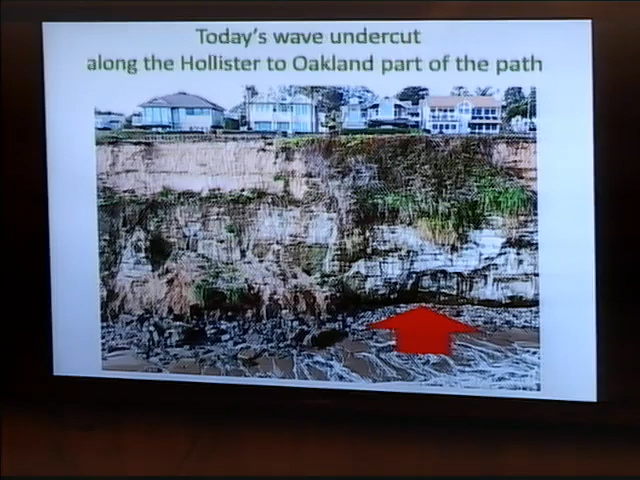 Today's wave undercut
along the Hollister to Oakland part of the path